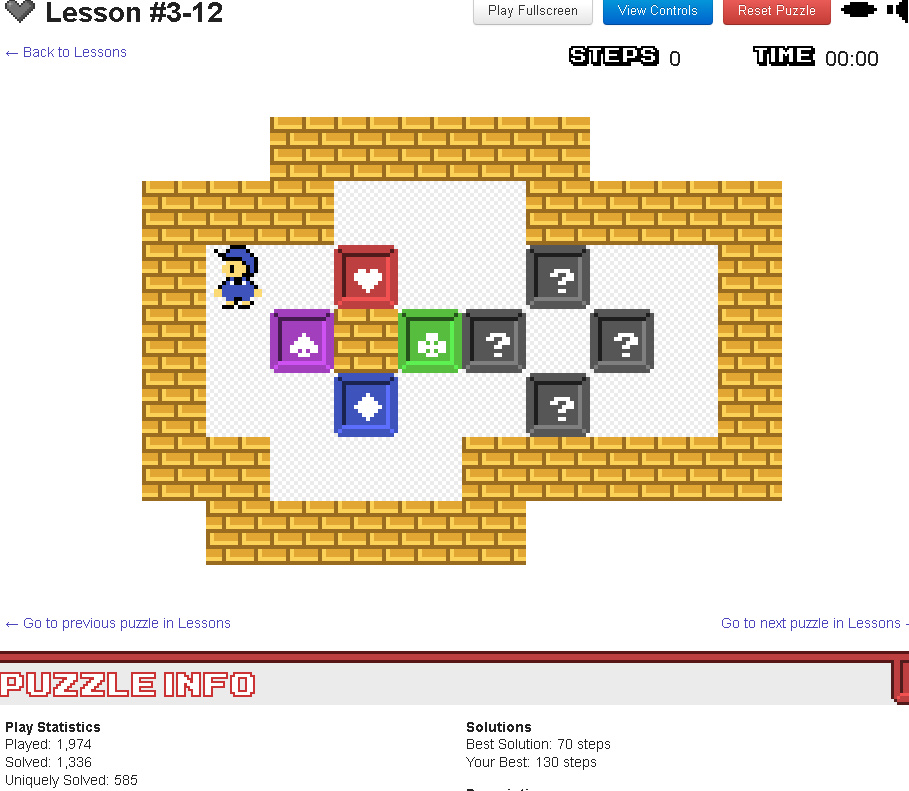 Lesson #3-12
Play Fullscreen
View Controls
Reset Puzzle
← Back to Lessons
STEPS 0
TIME 00:00
?
? ?
?
← Go to previous puzzle in Lessons
Go to next puzzle in Lessons
PUZZLE INFO
Play Statistics
Played: 1,974
Solved: 1,336
Uniquely Solved: 585
Solutions
Best Solution: 70 steps
Your Best: 130 steps